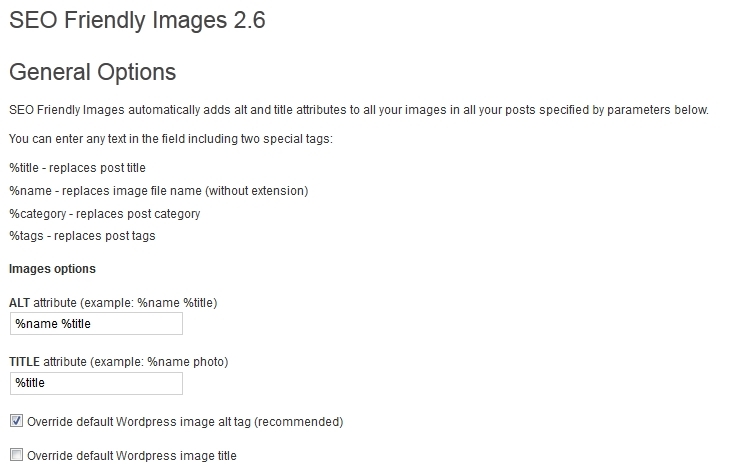 SEO Friendly Images 2.6
General Options
SEO Friendly Images automatically adds alt and title attributes to all your images in all your posts specified by parameters below.
You can enter any text in the field including two special tags:
%title - replaces post title
%name - replaces image file name (without extension)
%category - replaces post category
%tags - replaces post tags
Images options
ALT attribute (example: %name %title)
%name %title
TITLE attribute (example: %name photo)
%title
Override default Wordpress image alt tag (recommended)
Override default Wordpress image title